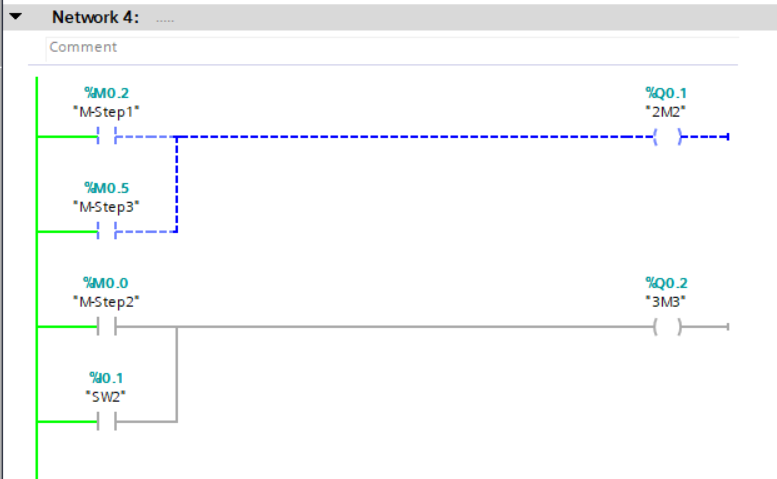 Network 4: .....
Comment
%M0.2 %Q0.1
"M-Step1" "2M2"
%M0.5
"M-Step3"
%M0.0 %Q0.2
"M-Step2" "3M3"
%I0.1
"SW2"